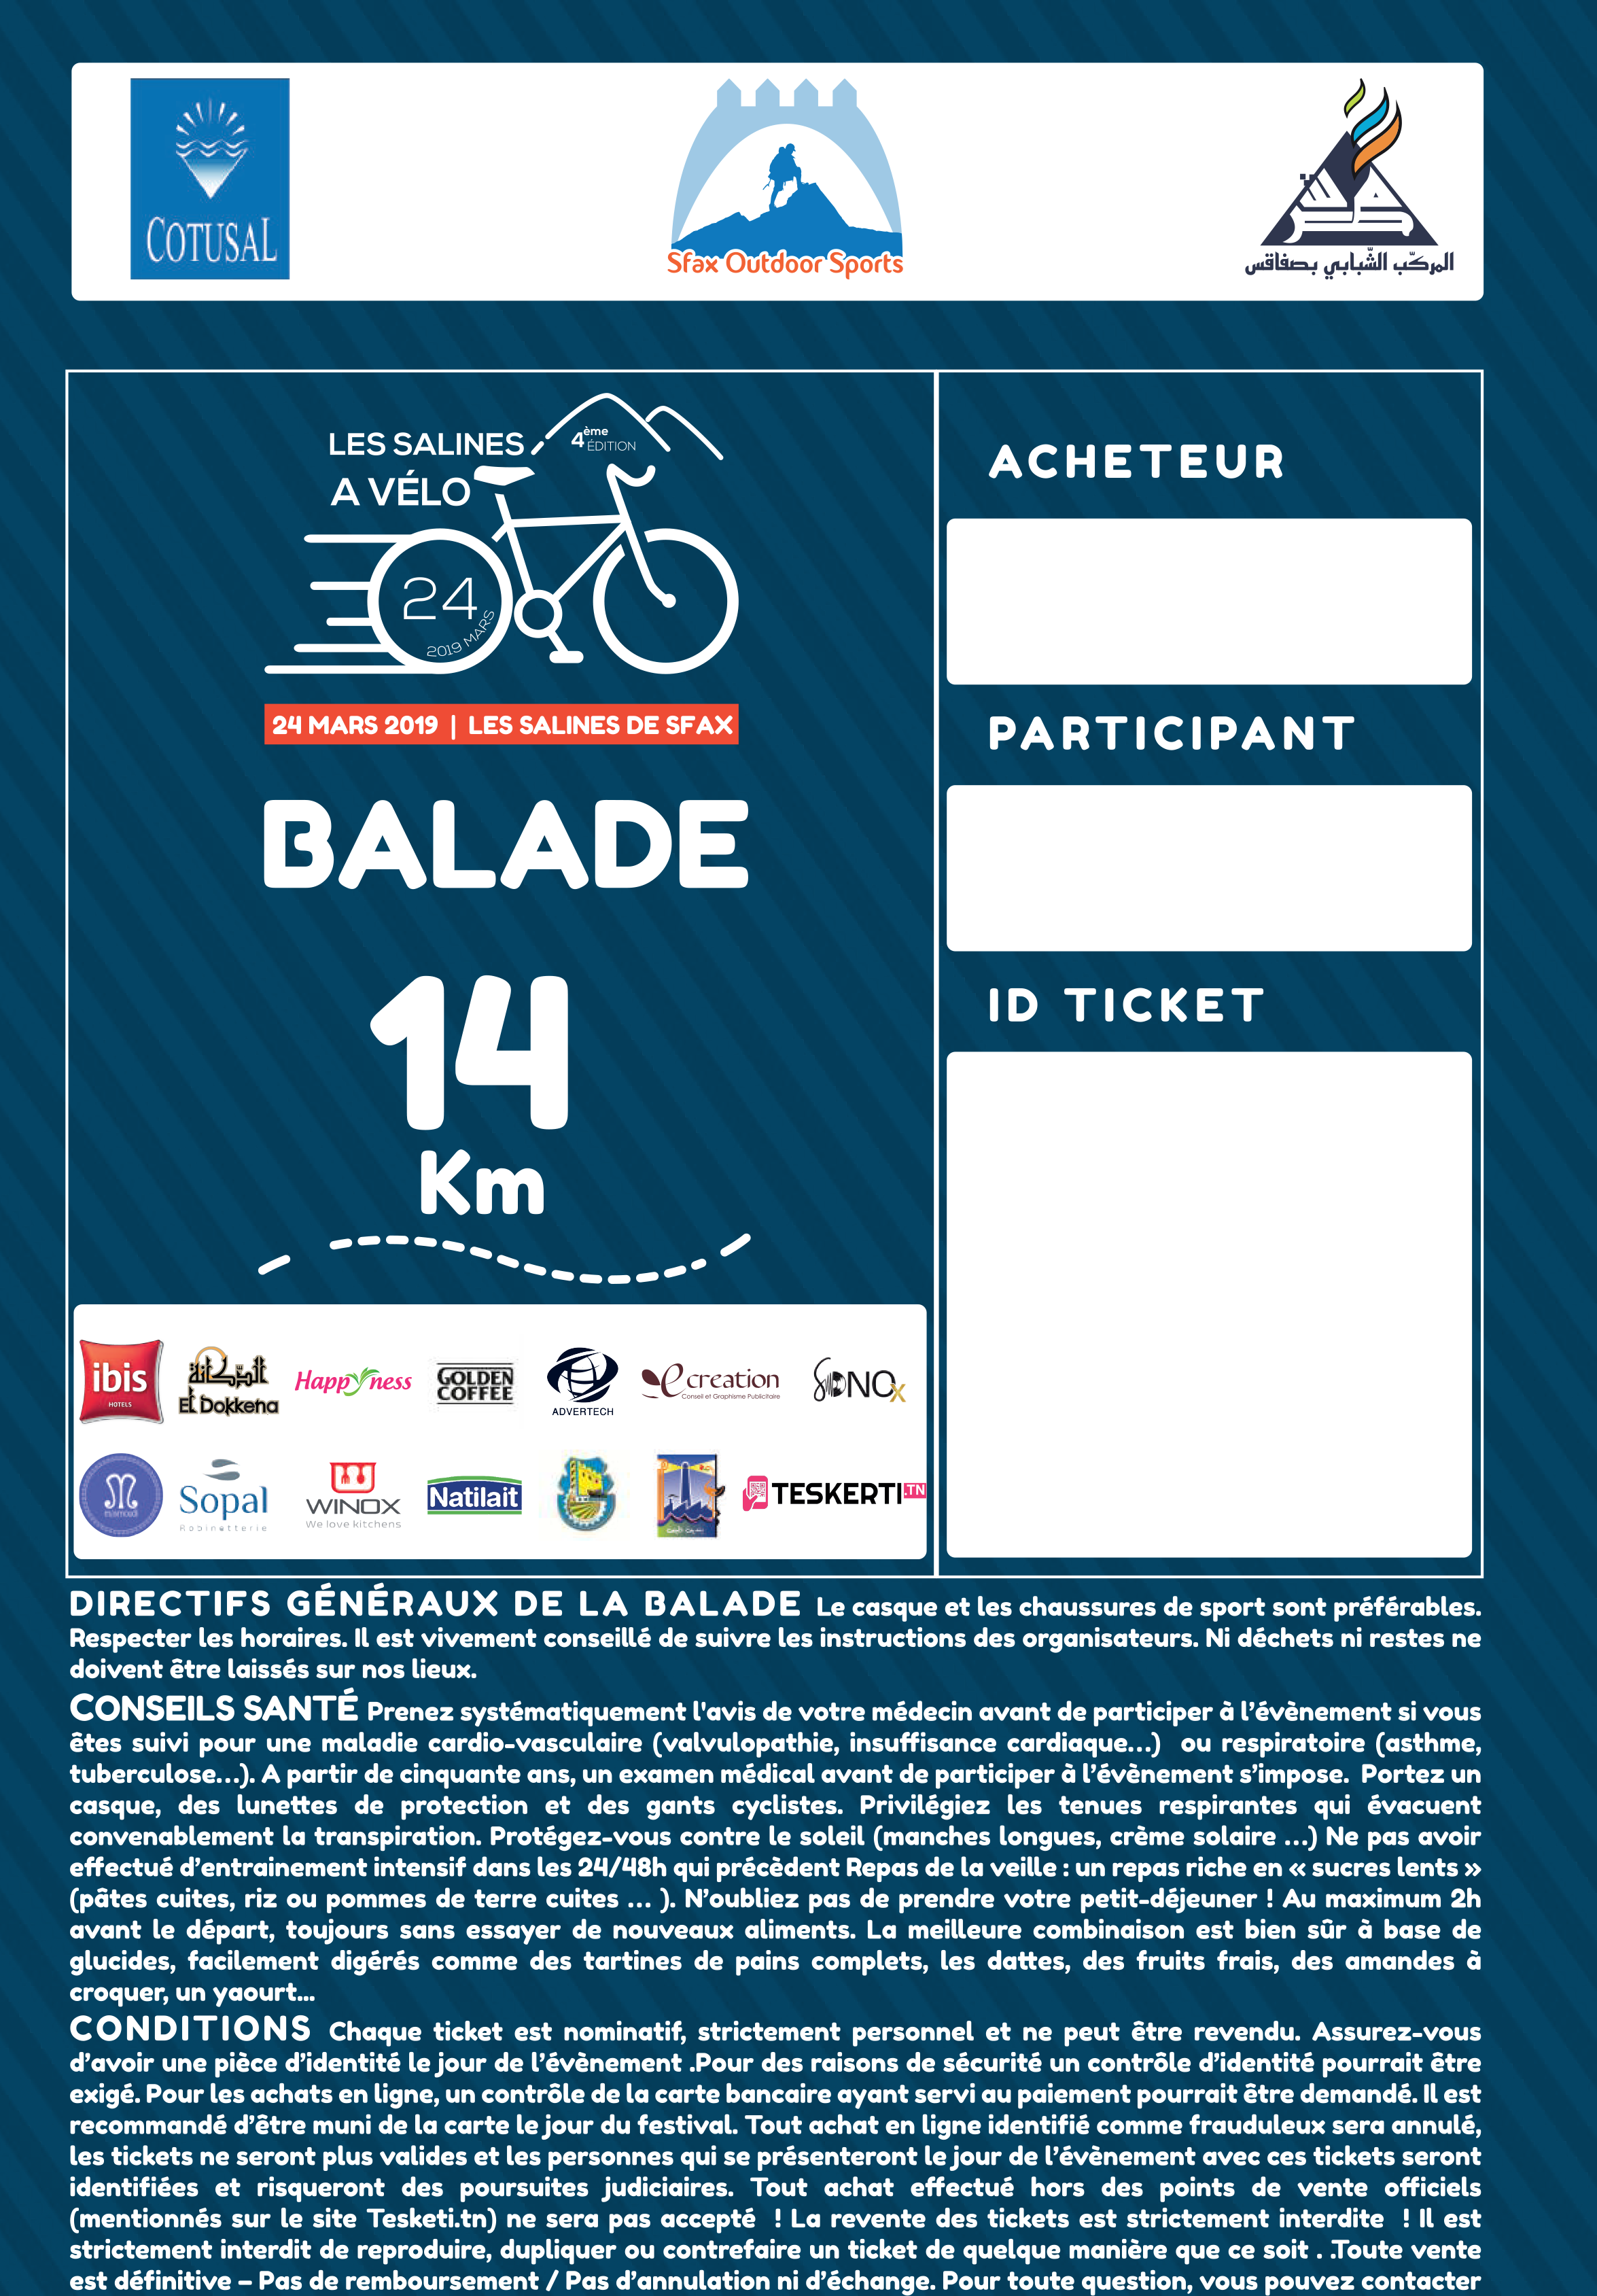 COTUSAL
Sfax Outdoor Sports
المركّب الشّبابي بصفاقس
LES SALINES
4ème ÉDITION
A VÉLO
24
2019 MARS
24 MARS 2019 | LES SALINES DE SFAX
BALADE
14
Km
ACHETEUR
PARTICIPANT
ID TICKET
ibis
HOTELS
الدكّانة
El Dokkena
Happyness
GOLDEN
COFFEE
ADVERTECH
ecreation
Conseil et Graphisme Publicitaire
SONOx
masmoudi
Sopal
Robinetterie
WINOX
We love kitchens
Natilait
TESKERTI.TN
DIRECTIFS GÉNÉRAUX DE LA BALADE Le casque et les chaussures de sport sont préférables.
Respecter les horaires. Il est vivement conseillé de suivre les instructions des organisateurs. Ni déchets ni restes ne
doivent être laissés sur nos lieux.
CONSEILS SANTÉ Prenez systématiquement l'avis de votre médecin avant de participer à l’évènement si vous
êtes suivi pour une maladie cardio-vasculaire (valvulopathie, insuffisance cardiaque…) ou respiratoire (asthme,
tuberculose…). A partir de cinquante ans, un examen médical avant de participer à l’évènement s’impose. Portez un
casque, des lunettes de protection et des gants cyclistes. Privilégiez les tenues respirantes qui évacuent
convenablement la transpiration. Protégez-vous contre le soleil (manches longues, crème solaire …) Ne pas avoir
effectué d’entrainement intensif dans les 24/48h qui précèdent Repas de la veille : un repas riche en « sucres lents »
(pâtes cuites, riz ou pommes de terre cuites … ). N’oubliez pas de prendre votre petit-déjeuner ! Au maximum 2h
avant le départ, toujours sans essayer de nouveaux aliments. La meilleure combinaison est bien sûr à base de
glucides, facilement digérés comme des tartines de pains complets, les dattes, des fruits frais, des amandes à
croquer, un yaourt...
CONDITIONS Chaque ticket est nominatif, strictement personnel et ne peut être revendu. Assurez-vous
d’avoir une pièce d’identité le jour de l’évènement .Pour des raisons de sécurité un contrôle d’identité pourrait être
exigé. Pour les achats en ligne, un contrôle de la carte bancaire ayant servi au paiement pourrait être demandé. Il est
recommandé d’être muni de la carte le jour du festival. Tout achat en ligne identifié comme frauduleux sera annulé,
les tickets ne seront plus valides et les personnes qui se présenteront le jour de l’évènement avec ces tickets seront
identifiées et risqueront des poursuites judiciaires. Tout achat effectué hors des points de vente officiels
(mentionnés sur le site Tesketi.tn) ne sera pas accepté ! La revente des tickets est strictement interdite ! Il est
strictement interdit de reproduire, dupliquer ou contrefaire un ticket de quelque manière que ce soit . .Toute vente
est définitive – Pas de remboursement / Pas d’annulation ni d’échange. Pour toute question, vous pouvez contacter